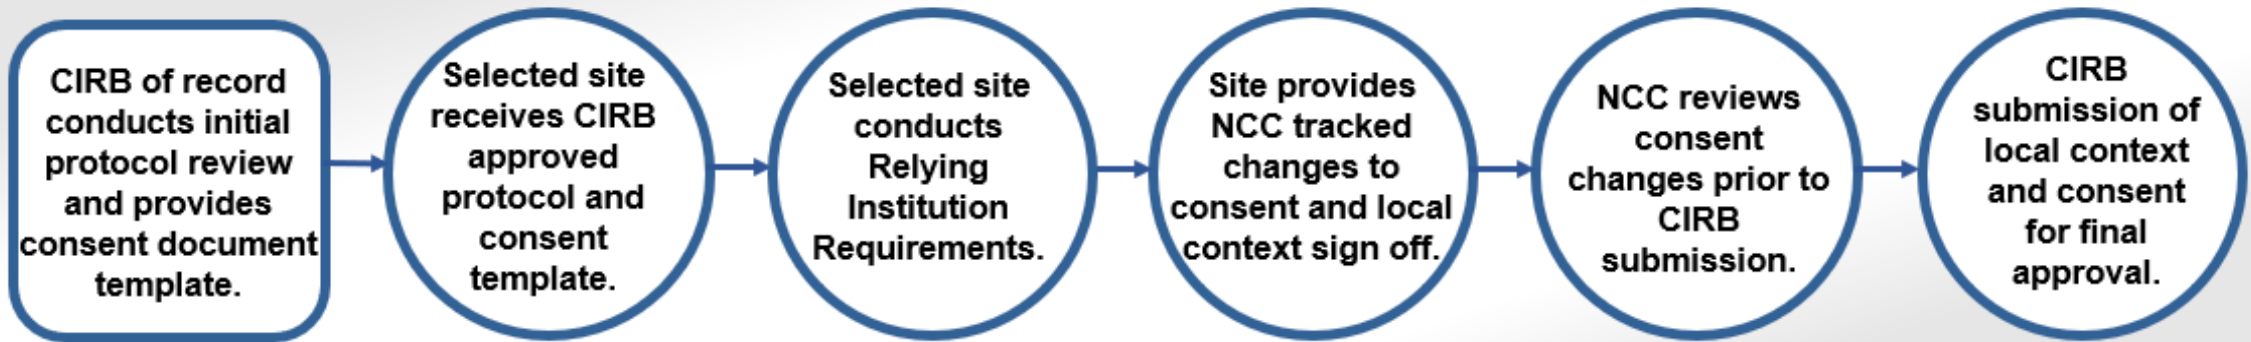 CIRB of record
conducts initial
protocol review
and provides
consent document
template.
Selected site
receives CIRB
approved
protocol and
consent
template.
Selected site
conducts
Relying
Institution
Requirements.
Site provides
NCC tracked
changes to
consent and local
context sign off.
NCC reviews
consent
changes prior to
CIRB
submission.
CIRB
submission of
local context
and consent
for final
approval.